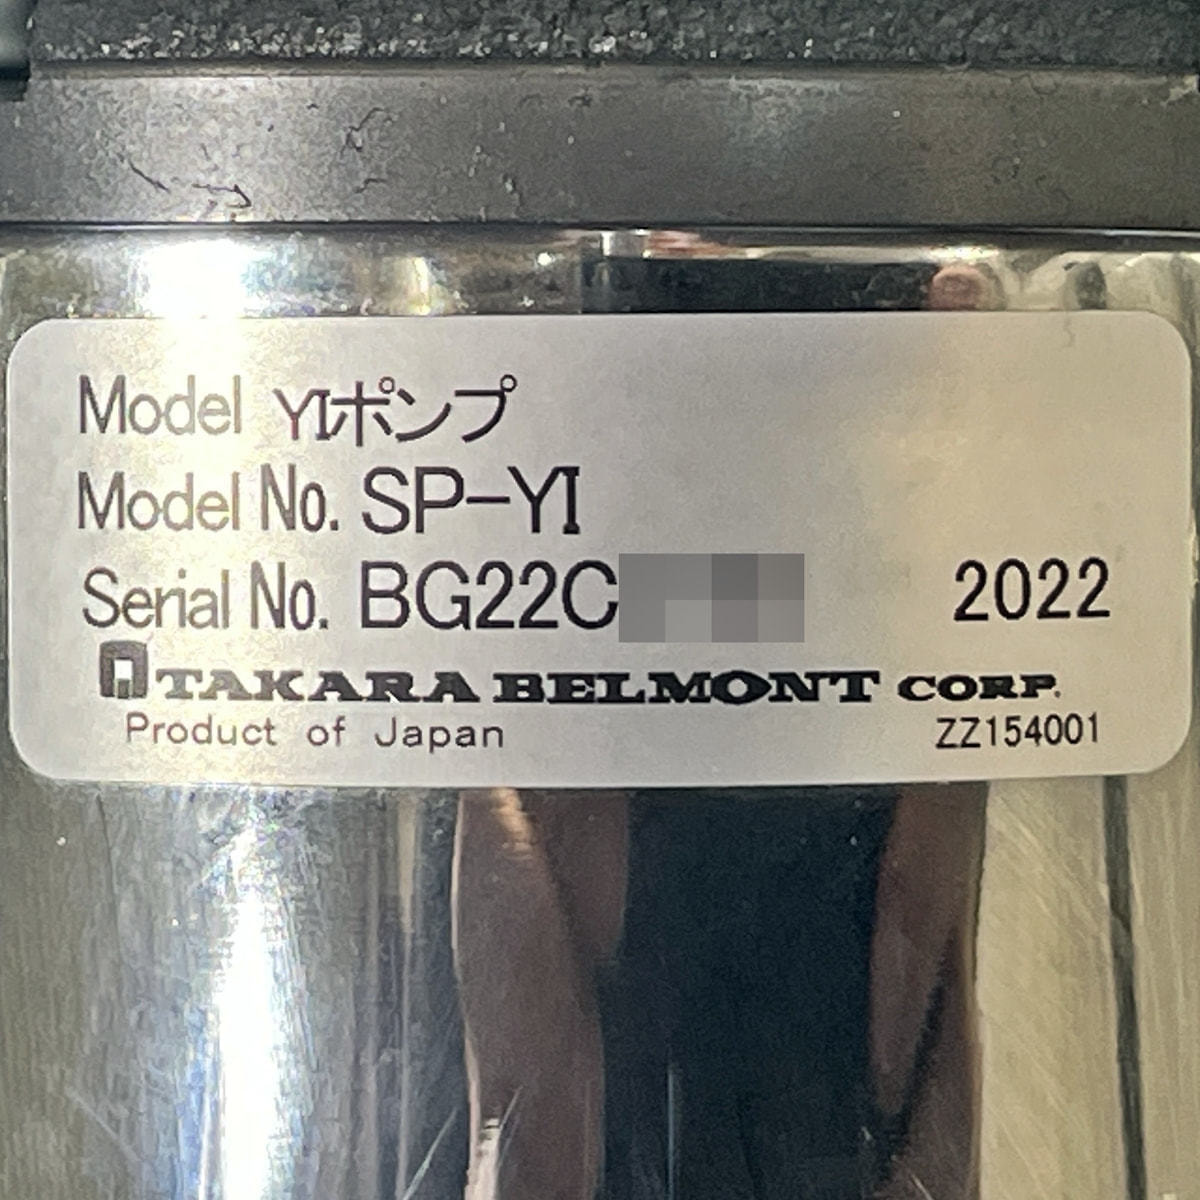 Model YIポンプ
Model No. SP-YI
Serial No. BG22C 2022
TAKARA BELMONT CORP.
Product of Japan ZZ154001